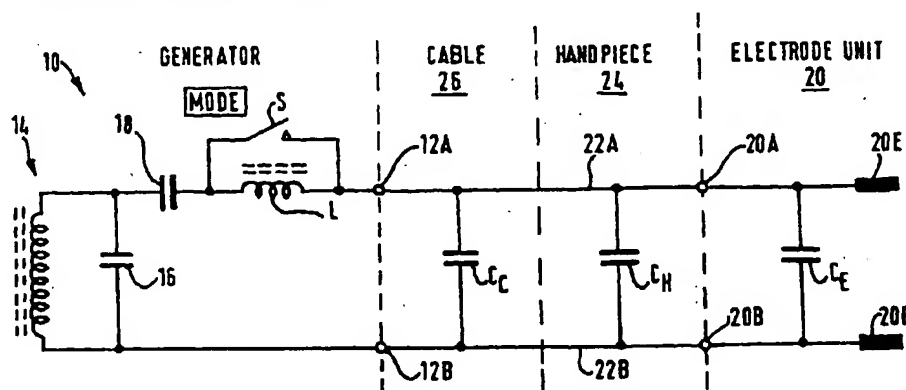 GENERATOR
CABLE
HANDPIECE
ELECTRODE UNIT
10
26
24
20
MODE
S
14
18
12A
22A
20A
20E
L
16
CC
CH
CE
12B
22B
20B
20E